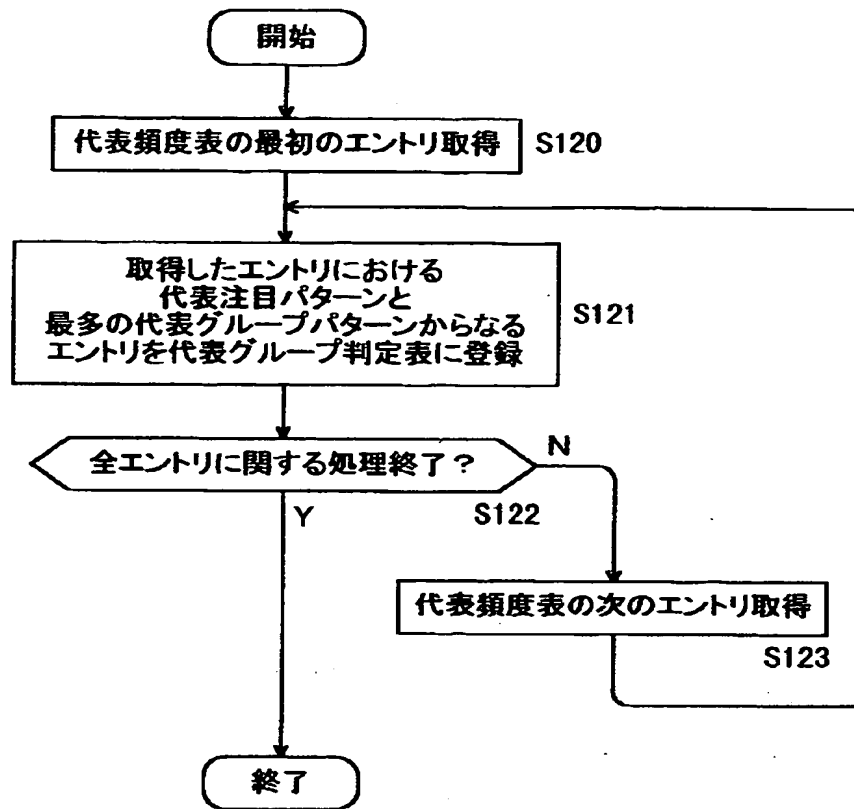 開始
代表頻度表の最初のエントリ取得
S120
取得したエントリにおける
代表注目パターンと
最多の代表グループパターンからなる
エントリを代表グループ判定表に登録
S121
全エントリに関する処理終了?
N
S122
Y
代表頻度表の次のエントリ取得
S123
終了